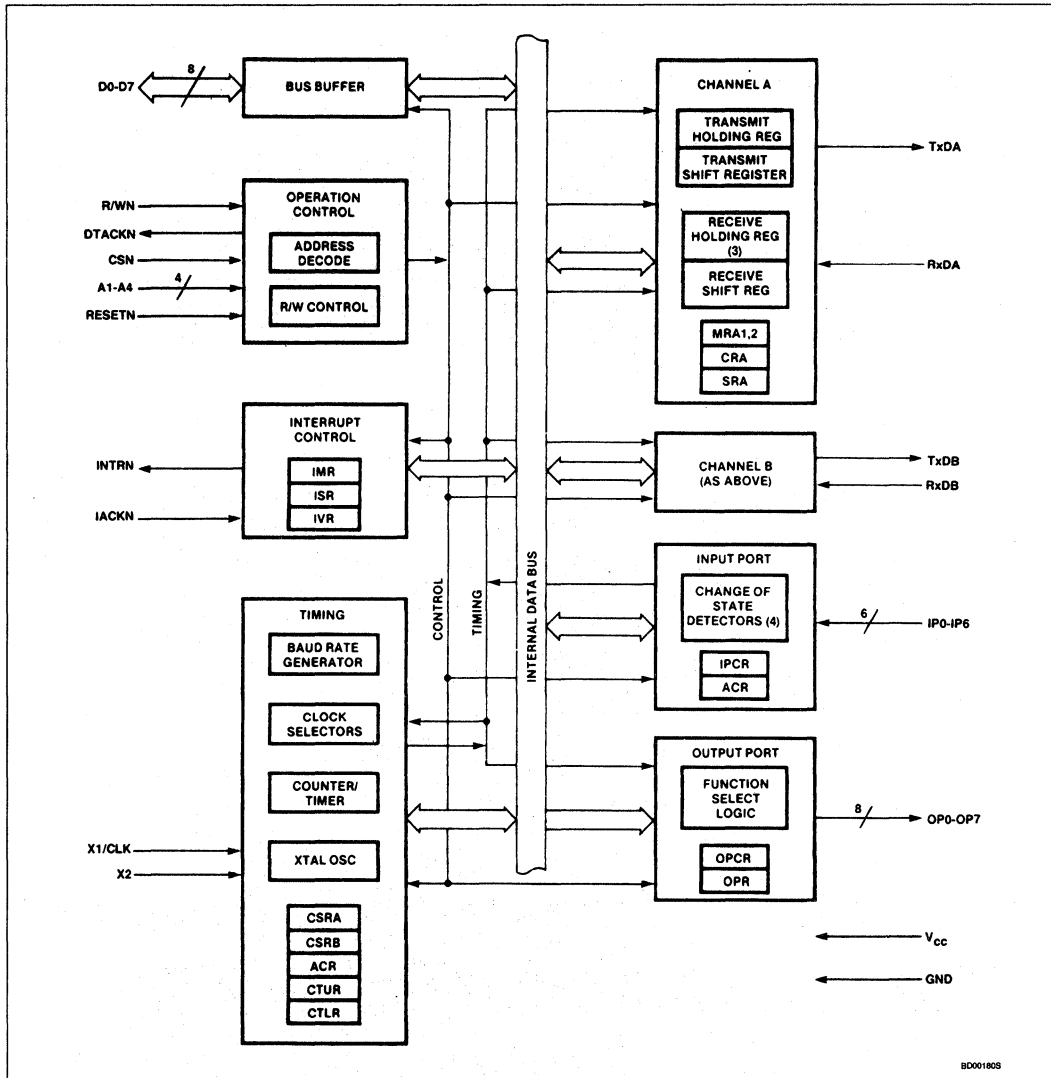 D0-D7
8
BUS BUFFER
R/WN
DTACKN
CSN
A1-A4
4
RESETN
OPERATION
CONTROL
ADDRESS
DECODE
R/W CONTROL
INTRN
IACKN
INTERRUPT
CONTROL
IMR
ISR
IVR
TIMING
BAUD RATE
GENERATOR
CLOCK
SELECTORS
COUNTER/
TIMER
XTAL OSC
X1/CLK
X2
CSRA
CSRB
ACR
CTUR
CTLR
CONTROL
TIMING
INTERNAL DATA BUS
CHANNEL A
TRANSMIT
HOLDING REG
TRANSMIT
SHIFT REGISTER
TxDA
RECEIVE
HOLDING REG
(3)
RECEIVE
SHIFT REG
RxDA
MRA1,2
CRA
SRA
CHANNEL B
(AS ABOVE)
TxDB
RxDB
INPUT PORT
CHANGE OF
STATE
DETECTORS (4)
6
IP0-IP6
IPCR
ACR
OUTPUT PORT
FUNCTION
SELECT
LOGIC
8
OP0-OP7
OPCR
OPR
VCC
GND
BD00180S